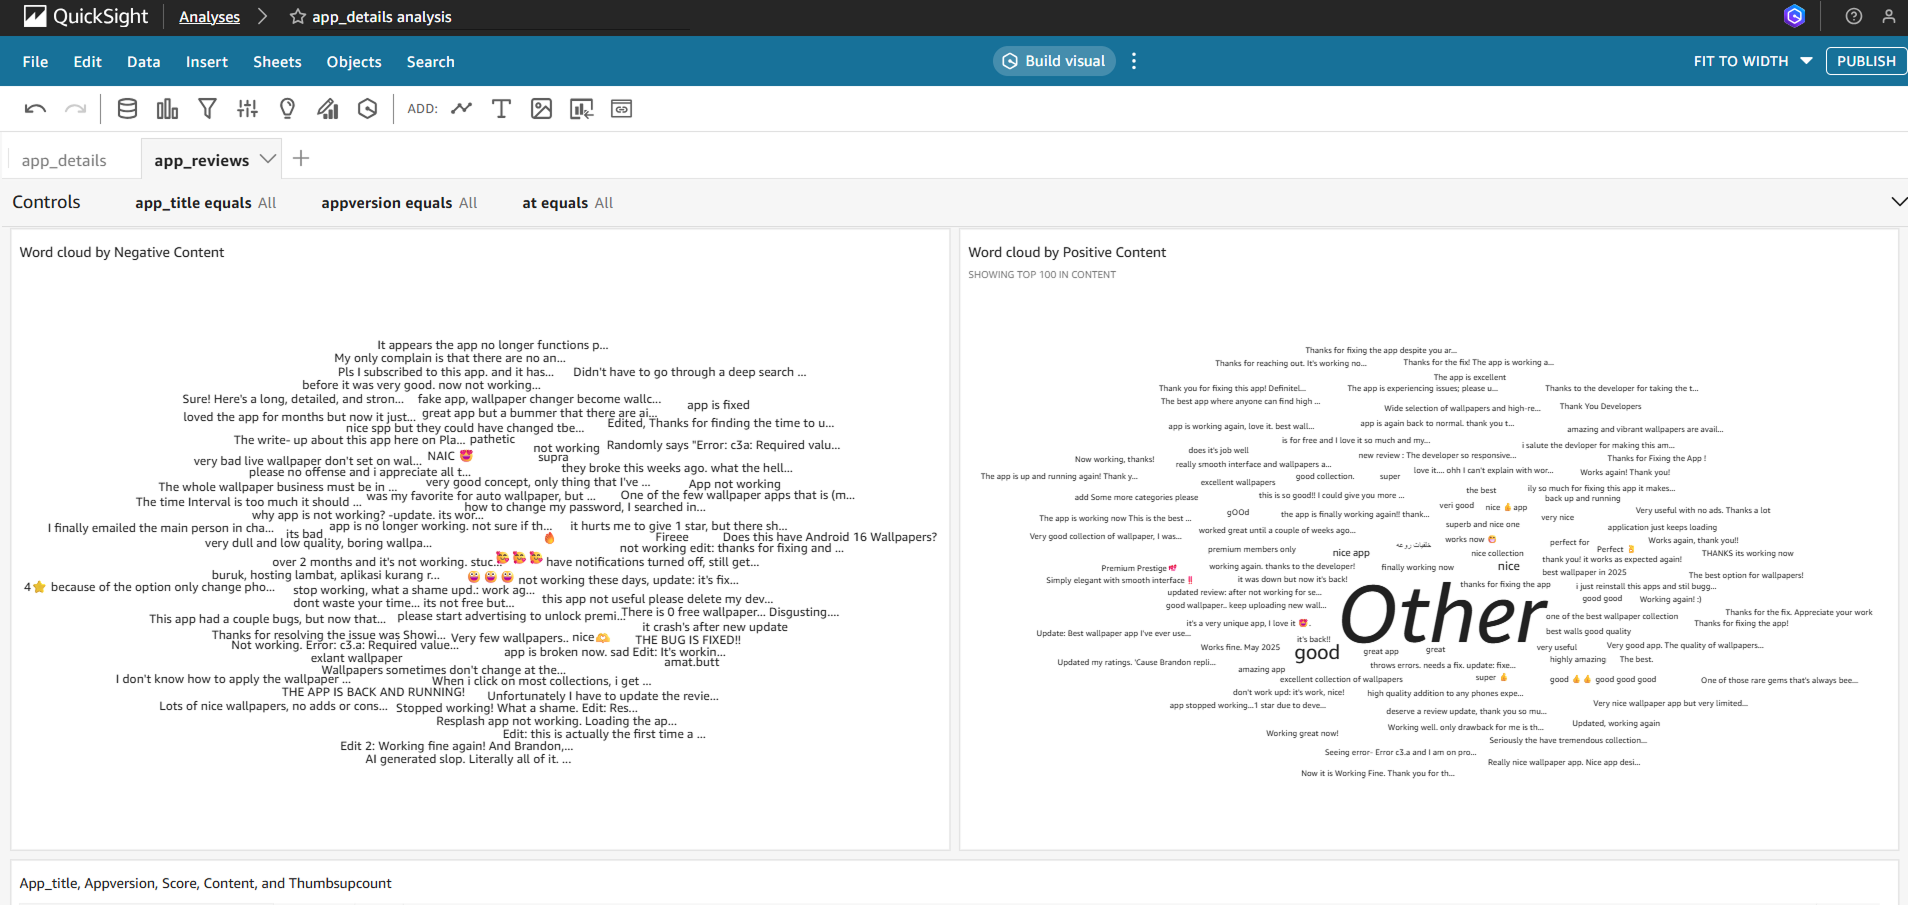 QuickSight Analyses app_details analysis
File Edit Data Insert Sheets Objects Search Build visual FIT TO WIDTH PUBLISH
ADD:
app_details app_reviews
Controls app_title equals All appversion equals All at equals All
Word cloud by Negative Content
It appears the app no longer functions p...
My only complain is that there are no an...
Pls I subscribed to this app. and it has... Didn't have to go through a deep search ...
before it was very good. now not working...
Sure! Here's a long, detailed, and stron... fake app, wallpaper changer become wallc...
app is fixed
loved the app for months but now it just... great app but a bummer that there are ai...
nice spp but they could have changed tbe... Edited, Thanks for finding the time to u...
The write- up about this app here on Pla... pathetic
not working Randomly says "Error: c3a: Required valu...
NAIC 😍 supra
very bad live wallpaper don't set on wal...
please no offense and i appreciate all t... they broke this weeks ago. what the hell...
The whole wallpaper business must be in ... very good concept, only thing that I've ... App not working
was my favorite for auto wallpaper, but ... One of the few wallpaper apps that is (m...
The time Interval is too much it should ... how to change my password, I searched in...
why app is not working? -update. its wor...
I finally emailed the main person in cha... app is no longer working. not sure if th... it hurts me to give 1 star, but there sh...
its bad 🔥 Fireee Does this have Android 16 Wallpapers?
very dull and low quality, boring wallpa... not working edit: thanks for fixing and ...
over 2 months and it's not working. stuc... 🥰 🥰 🥰 have notifications turned off, still get...
buruk, hosting lambat, aplikasi kurang r... 😀 😀 😀 not working these days, update: it's fix...
4⭐ because of the option only change pho... stop working, what a shame upd.: work ag...
dont waste your time... its not free but... this app not useful please delete my dev...
This app had a couple bugs, but now that... please start advertising to unlock premi... There is 0 free wallpaper... Disgusting....
it crash's after new update
Thanks for resolving the issue was Showi... Very few wallpapers.. nice🫶 THE BUG IS FIXED!!
Not working. Error: c3.a: Required value...
exlant wallpaper app is broken now. sad Edit: It's workin...
amat.butt
Wallpapers sometimes don't change at the...
I don't know how to apply the wallpaper ... When i click on most collections, i get ...
THE APP IS BACK AND RUNNING! Unfortunately I have to update the revie...
Lots of nice wallpapers, no ads or cons... Stopped working! What a shame. Edit: Res...
Resplash app not working. Loading the ap...
Edit: this is actually the first time a ...
Edit 2: Working fine again! And Brandon,...
AI generated slop. Literally all of it. ...
Word cloud by Positive Content
SHOWING TOP 100 IN CONTENT
Thanks for fixing the app despite you ar...
Thanks for reaching out. It's working no... Thanks for the fix! The app is working a...
The app is excellent
Thank you for fixing this app! Definitel... The app is experiencing issues; please u... Thanks to the developer for taking the t...
The best app where anyone can find high ... Wide selection of wallpapers and high-re... Thank You Developers
app is working again, love it. best wall... app is again back to normal. thank you t... amazing and vibrant wallpapers are avail...
is for free and I love it so much and my... i salute the devloper for making this am...
does it's job well
Now working, thanks! new review : The developer so responsive... Thanks for Fixing the App !
really smooth interface and wallpapers a... love it.... ohh I can't explain with wor... Works again! Thank you!
The app is up and running again! Thank y... excellent wallpapers good collection. super
add Some more categories please this is so good!! I could give you more ... the best ily so much for fixing this app it makes...
back up and running
gOOd the app is finally working again!! thank... veri good nice 👍 app Very useful with no ads. Thanks a lot
The app is working now This is the best ... very nice
worked great until a couple of weeks ago... superb and nice one application just keeps loading
Very good collection of wallpaper, I was... works now 😍 perfect for Works again, thank you!!
premium members only nice app خلفيات روعه nice collection Perfect 🎖 THANKS its working now
Premium Prestige 💘 working again. thanks to the developer! finally working now nice thank you! it works as expected again!
Simply elegant with smooth interface ‼ it was down but now it's back! best wallpaper in 2025 The best option for wallpapers!
updated review: after not working for se... thanks for fixing the app i just reinstall this apps and stil bugg...
good wallpaper.. keep uploading new wall... Other good good Working again! :)
it's a very unique app, I love it 😍. one of the best wallpaper collection Thanks for the fix. Appreciate your work
Update: Best wallpaper app I've ever use... it's back!! best walls good quality Thanks for fixing the app!
Works fine. May 2025 good great app great very useful Very good app. The quality of wallpapers...
Updated my ratings. 'Cause Brandon repli... amazing app throws errors. needs a fix. update: fixe... highly amazing The best.
excellent collection of wallpapers super 👍 good 👍 👍 good good good One of those rare gems that's always bee...
don't work upd: it's work, nice! high quality addition to any phones expe...
app stopped working...1 star due to deve... deserve a review update, thank you so mu... Very nice wallpaper app but very limited...
Working great now! Working well. only drawback for me is th... Updated, working again
Seriously the have tremendous collection...
Seeing error- Error c3.a and I am on pro...
Really nice wallpaper app. Nice app desi...
Now it is Working Fine. Thank you for th...
App_title, Appversion, Score, Content, and Thumbsupcount